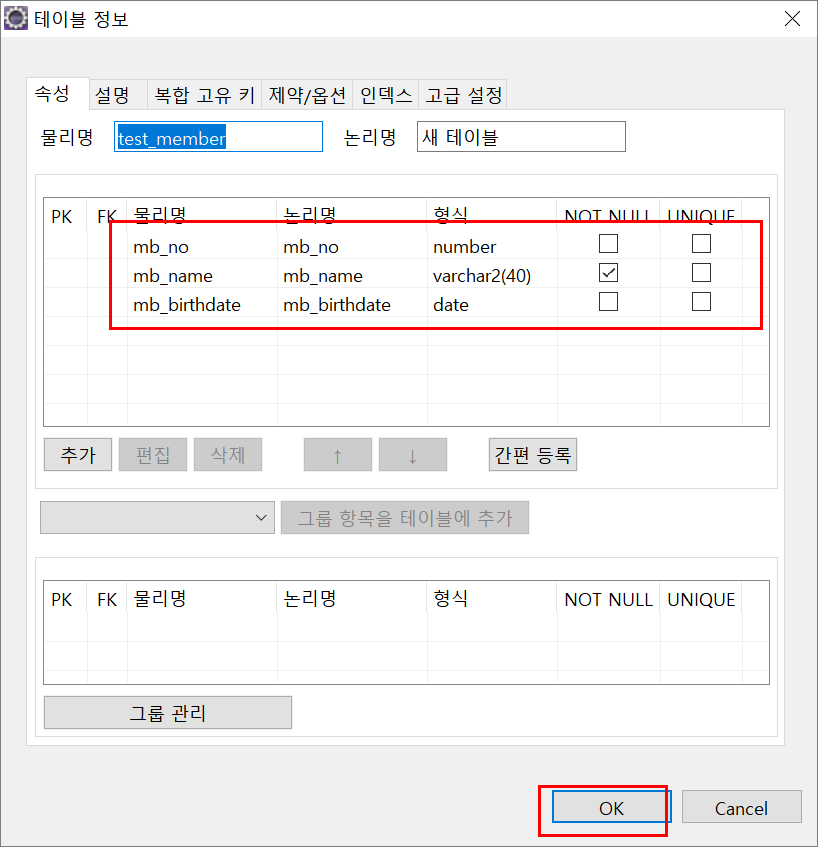 테이블 정보
속성 설명 복합 고유 키 제약/옵션 인덱스 고급 설정
물리명 test_member 논리명 새 테이블
PK FK 물리명 논리명 형식 NOT NULL UNIQUE
mb_no mb_no number
mb_name mb_name varchar2(40)
mb_birthdate mb_birthdate date
추가 편집 삭제 ↑ ↓ 간편 등록
그룹 항목을 테이블에 추가
PK FK 물리명 논리명 형식 NOT NULL UNIQUE
그룹 관리
OK Cancel